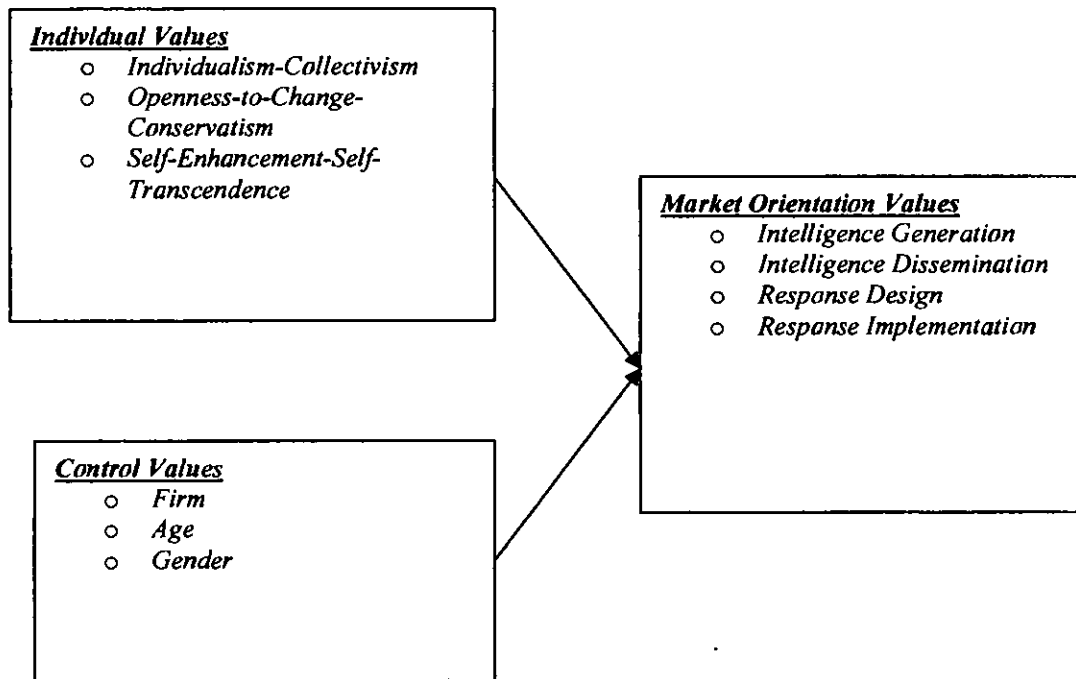 Individual Values
o Individualism-Collectivism
o Openness-to-Change-
Conservatism
o Self-Enhancement-Self-
Transcendence
Market Orientation Values
o Intelligence Generation
o Intelligence Dissemination
o Response Design
o Response Implementation
Control Values
o Firm
o Age
o Gender